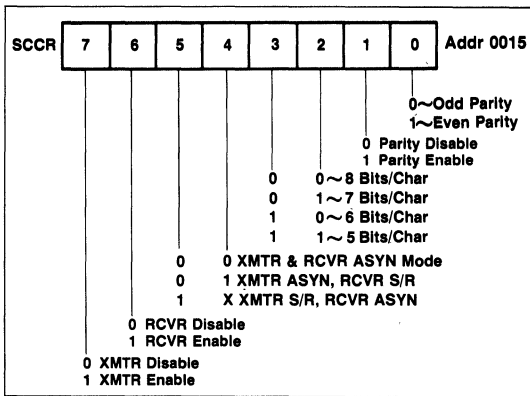 SCCR 7 6 5 4 3 2 1 0 Addr 0015
0~Odd Parity
1~Even Parity
0 Parity Disable
1 Parity Enable
0 0~8 Bits/Char
0 1~7 Bits/Char
1 0~6 Bits/Char
1 1~5 Bits/Char
0 0 XMTR & RCVR ASYN Mode
0 1 XMTR ASYN, RCVR S/R
1 X XMTR S/R, RCVR ASYN
0 RCVR Disable
1 RCVR Enable
0 XMTR Disable
1 XMTR Enable